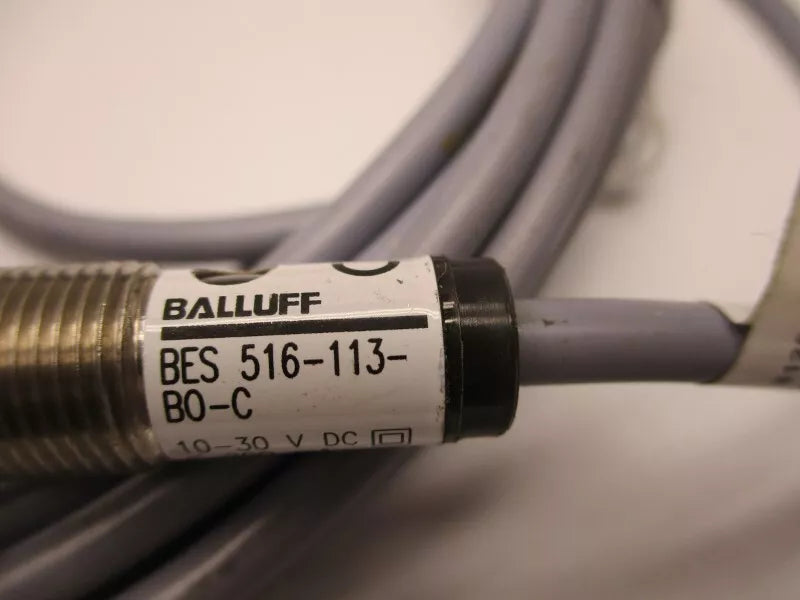 BALLUFF
BES 516-113-
BO-C
10-30 V DC